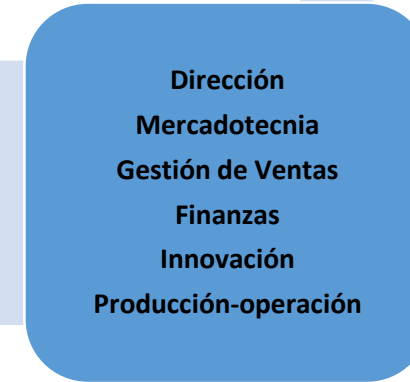 Dirección
Mercadotecnia
Gestión de Ventas
Finanzas
Innovación
Producción-operación